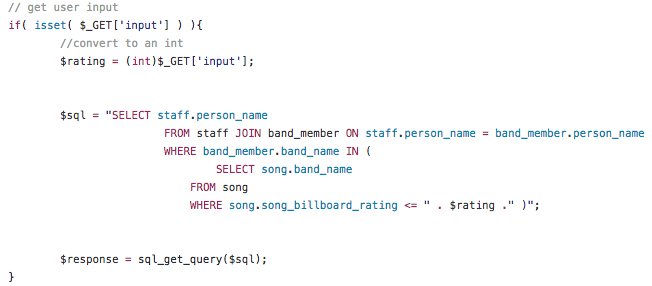 // get user input
if( isset( $_GET['input'] ) ){
//convert to an int
$rating = (int)$_GET['input'];
$sql = "SELECT staff.person_name
FROM staff JOIN band_member ON staff.person_name = band_member.person_name
WHERE band_member.band_name IN (
SELECT song.band_name
FROM song
WHERE song.song_billboard_rating <= " . $rating ." )";
$response = sql_get_query($sql);
}